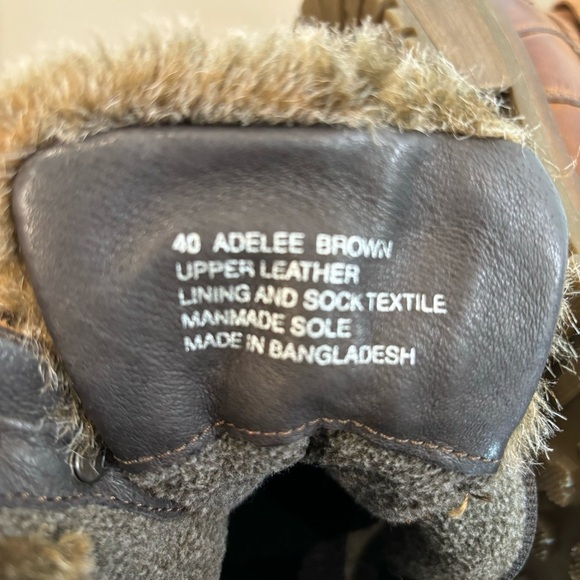 40 ADELEE BROWN
UPPER LEATHER
LINING AND SOCK TEXTILE
MANMADE SOLE
MADE IN BANGLADESH